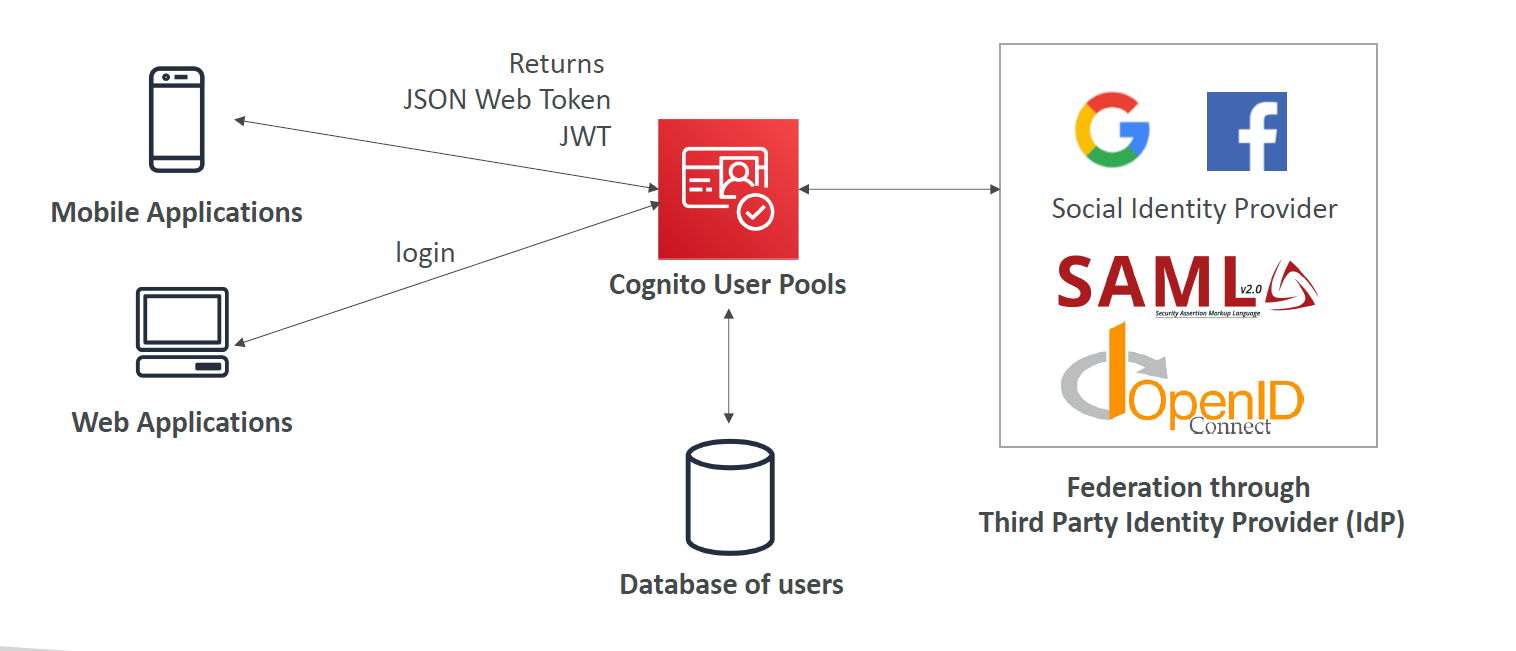 Returns
JSON Web Token
JWT
Mobile Applications
login
Web Applications
Cognito User Pools
Database of users
Social Identity Provider
SAML v2.0
Security Assertion Markup Language
OpenID
Connect
Federation through
Third Party Identity Provider (IdP)